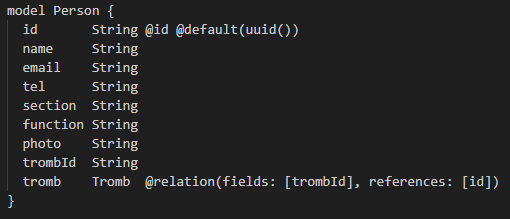 model Person {
  id       String @id @default(uuid())
  name     String
  email    String
  tel      String
  section  String
  function String
  photo    String
  trombId  String
  tromb    Tromb  @relation(fields: [trombId], references: [id])
}